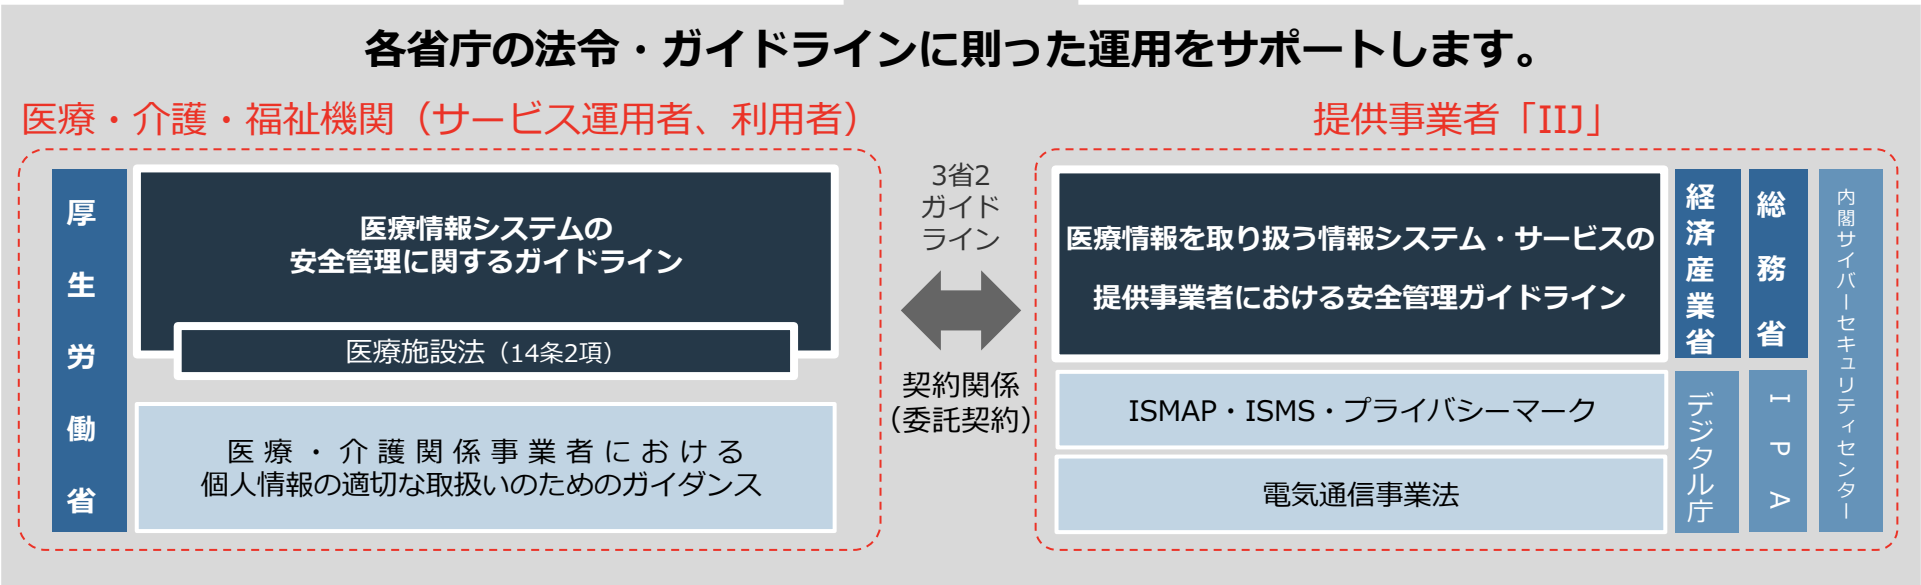 各省庁の法令・ガイドラインに則った運用をサポートします。
医療・介護・福祉機関（サービス運用者、利用者）
厚生労働省
医療情報システムの
安全管理に関するガイドライン
医療施設法（14条2項）
医療・介護関係事業者における
個人情報の適切な取扱いのためのガイダンス
3省2
ガイド
ライン
契約関係
（委託契約）
提供事業者「IIJ」
医療情報を取り扱う情報システム・サービスの
提供事業者における安全管理ガイドライン
ISMAP・ISMS・プライバシーマーク
電気通信事業法
経済産業省
総務省
デジタル庁
IPA
内閣サイバーセキュリティセンター